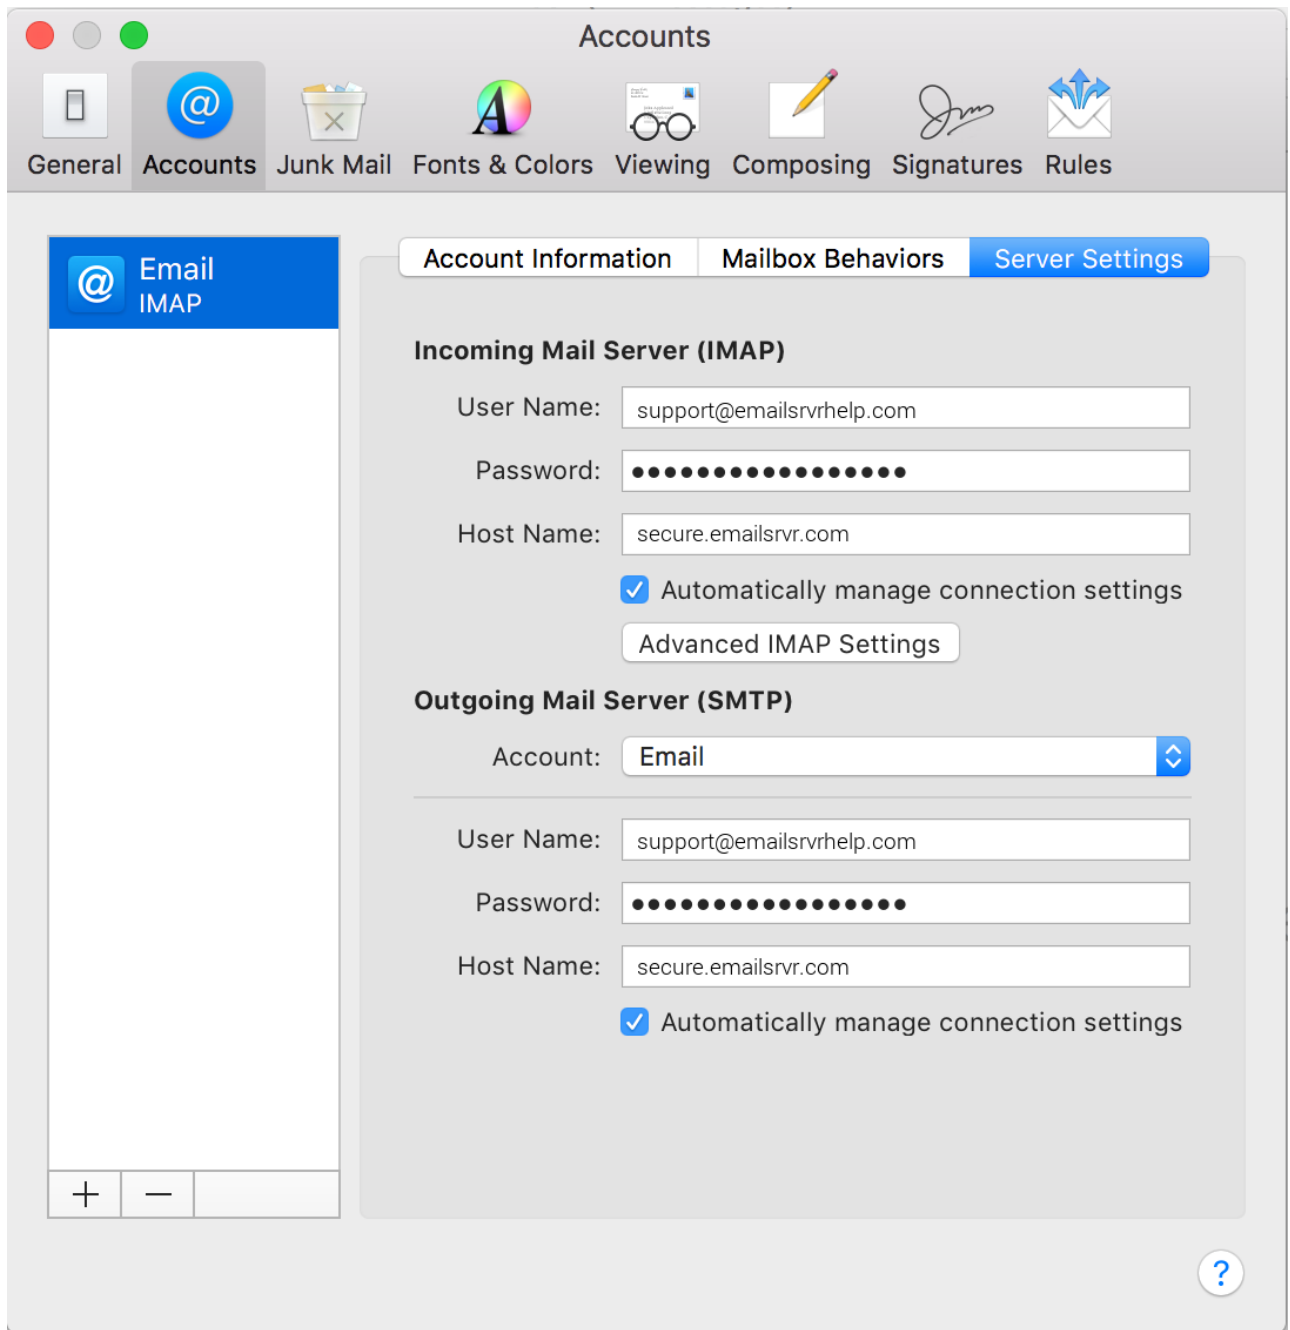 Accounts
General Accounts Junk Mail Fonts & Colors Viewing Composing Signatures Rules
Email
IMAP
Account Information Mailbox Behaviors Server Settings
Incoming Mail Server (IMAP)
User Name: support@emailsrvrhelp.com
Password: •••••••••••••••••
Host Name: secure.emailsrvr.com
Automatically manage connection settings
Advanced IMAP Settings
Outgoing Mail Server (SMTP)
Account: Email
User Name: support@emailsrvrhelp.com
Password: •••••••••••••••••
Host Name: secure.emailsrvr.com
Automatically manage connection settings
?